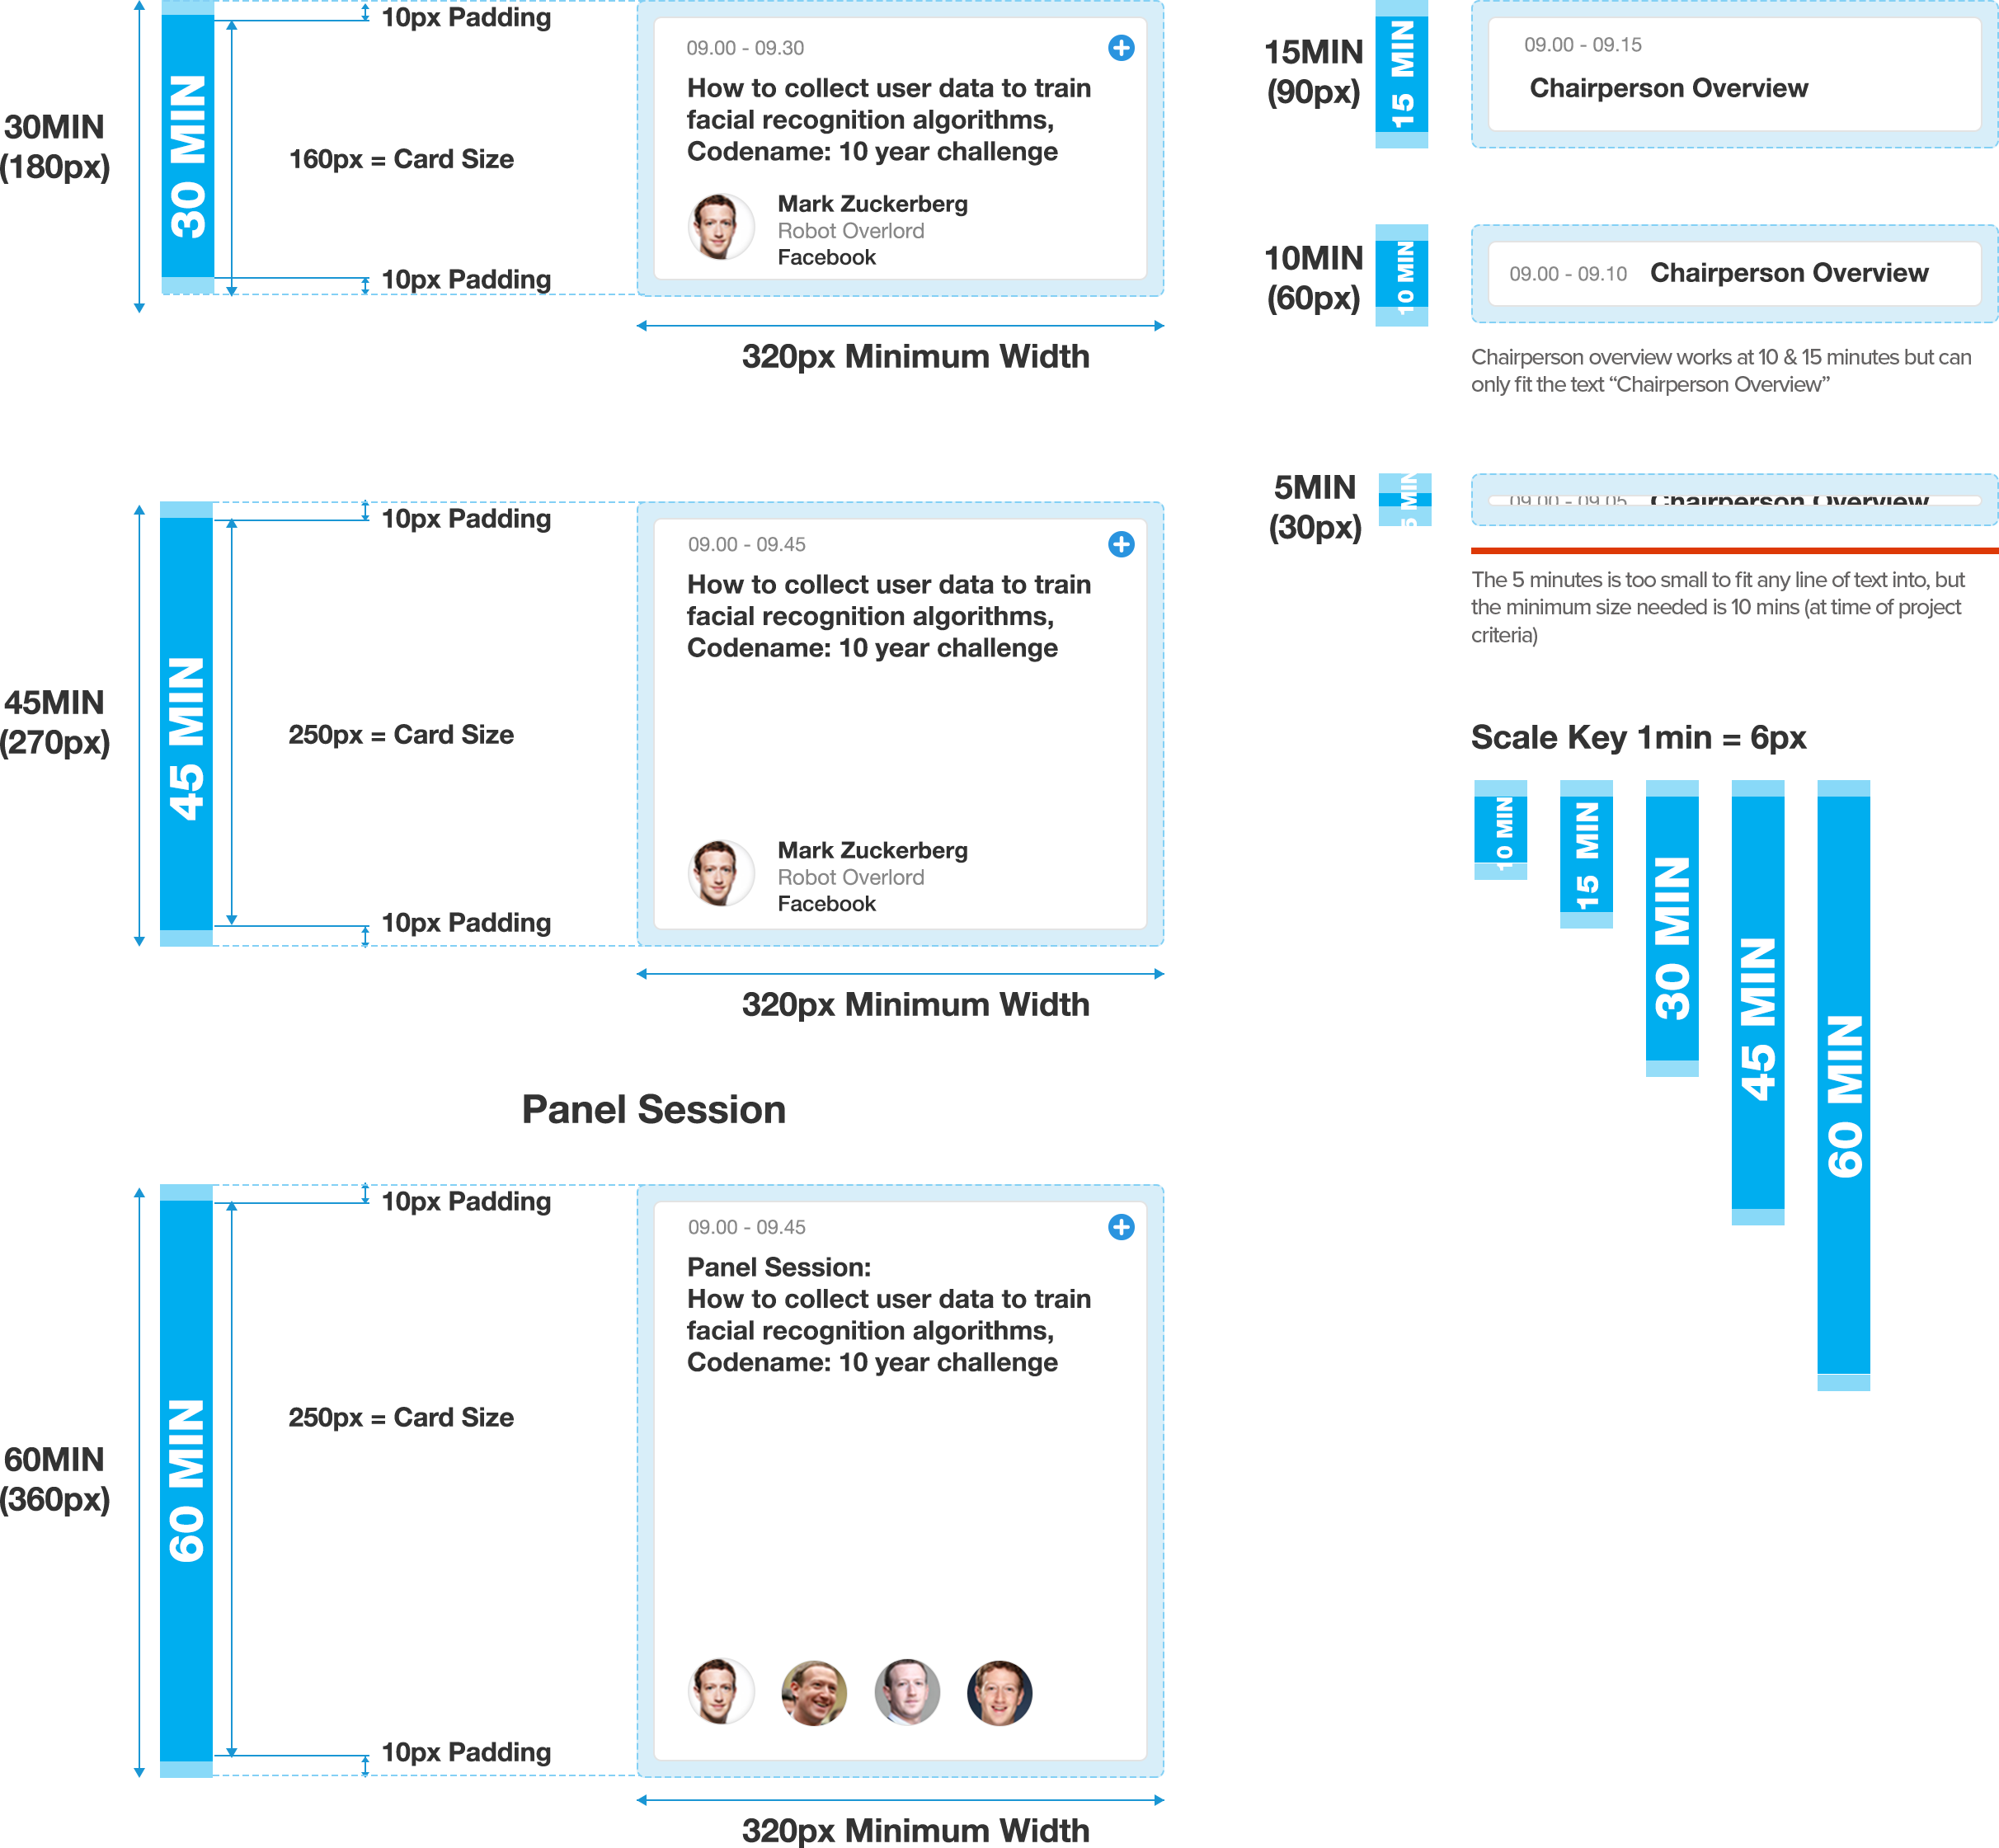 30MIN
(180px)
30 MIN
10px Padding
160px = Card Size
10px Padding
09.00 - 09.30
How to collect user data to train
facial recognition algorithms,
Codename: 10 year challenge
Mark Zuckerberg
Robot Overlord
Facebook
320px Minimum Width
15MIN
(90px)
15 MIN
09.00 - 09.15
Chairperson Overview
10MIN
(60px)
10 MIN
09.00 - 09.10 Chairperson Overview
Chairperson overview works at 10 & 15 minutes but can
only fit the text “Chairperson Overview”
5MIN
(30px)
5 MIN
09.00 - 09.05 Chairperson Overview
The 5 minutes is too small to fit any line of text into, but
the minimum size needed is 10 mins (at time of project
criteria)
45MIN
(270px)
45 MIN
10px Padding
250px = Card Size
10px Padding
09.00 - 09.45
How to collect user data to train
facial recognition algorithms,
Codename: 10 year challenge
Mark Zuckerberg
Robot Overlord
Facebook
320px Minimum Width
Scale Key 1min = 6px
10 MIN
15 MIN
30 MIN
45 MIN
60 MIN
Panel Session
60MIN
(360px)
60 MIN
10px Padding
250px = Card Size
10px Padding
09.00 - 09.45
Panel Session:
How to collect user data to train
facial recognition algorithms,
Codename: 10 year challenge
320px Minimum Width